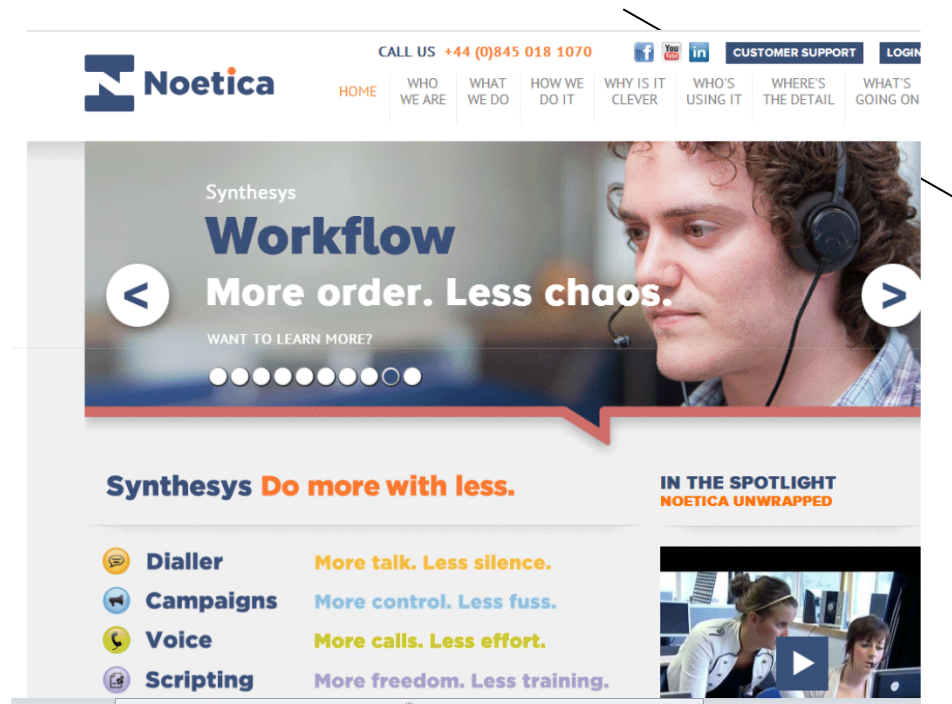 CALL US +44 (0)845 018 1070
You
in
CUSTOMER SUPPORT
LOGIN
Noetica
HOME
WHO
WE ARE
WHAT
WE DO
HOW WE
DO IT
WHY IS IT
CLEVER
WHO'S
USING IT
WHERE'S
THE DETAIL
WHAT'S
GOING ON
Synthesys
Workflow
More order. Less chaos.
WANT TO LEARN MORE?
Synthesys Do more with less.
IN THE SPOTLIGHT
NOETICA UNWRAPPED
Dialler More talk. Less silence.
Campaigns More control. Less fuss.
Voice More calls. Less effort.
Scripting More freedom. Less training.